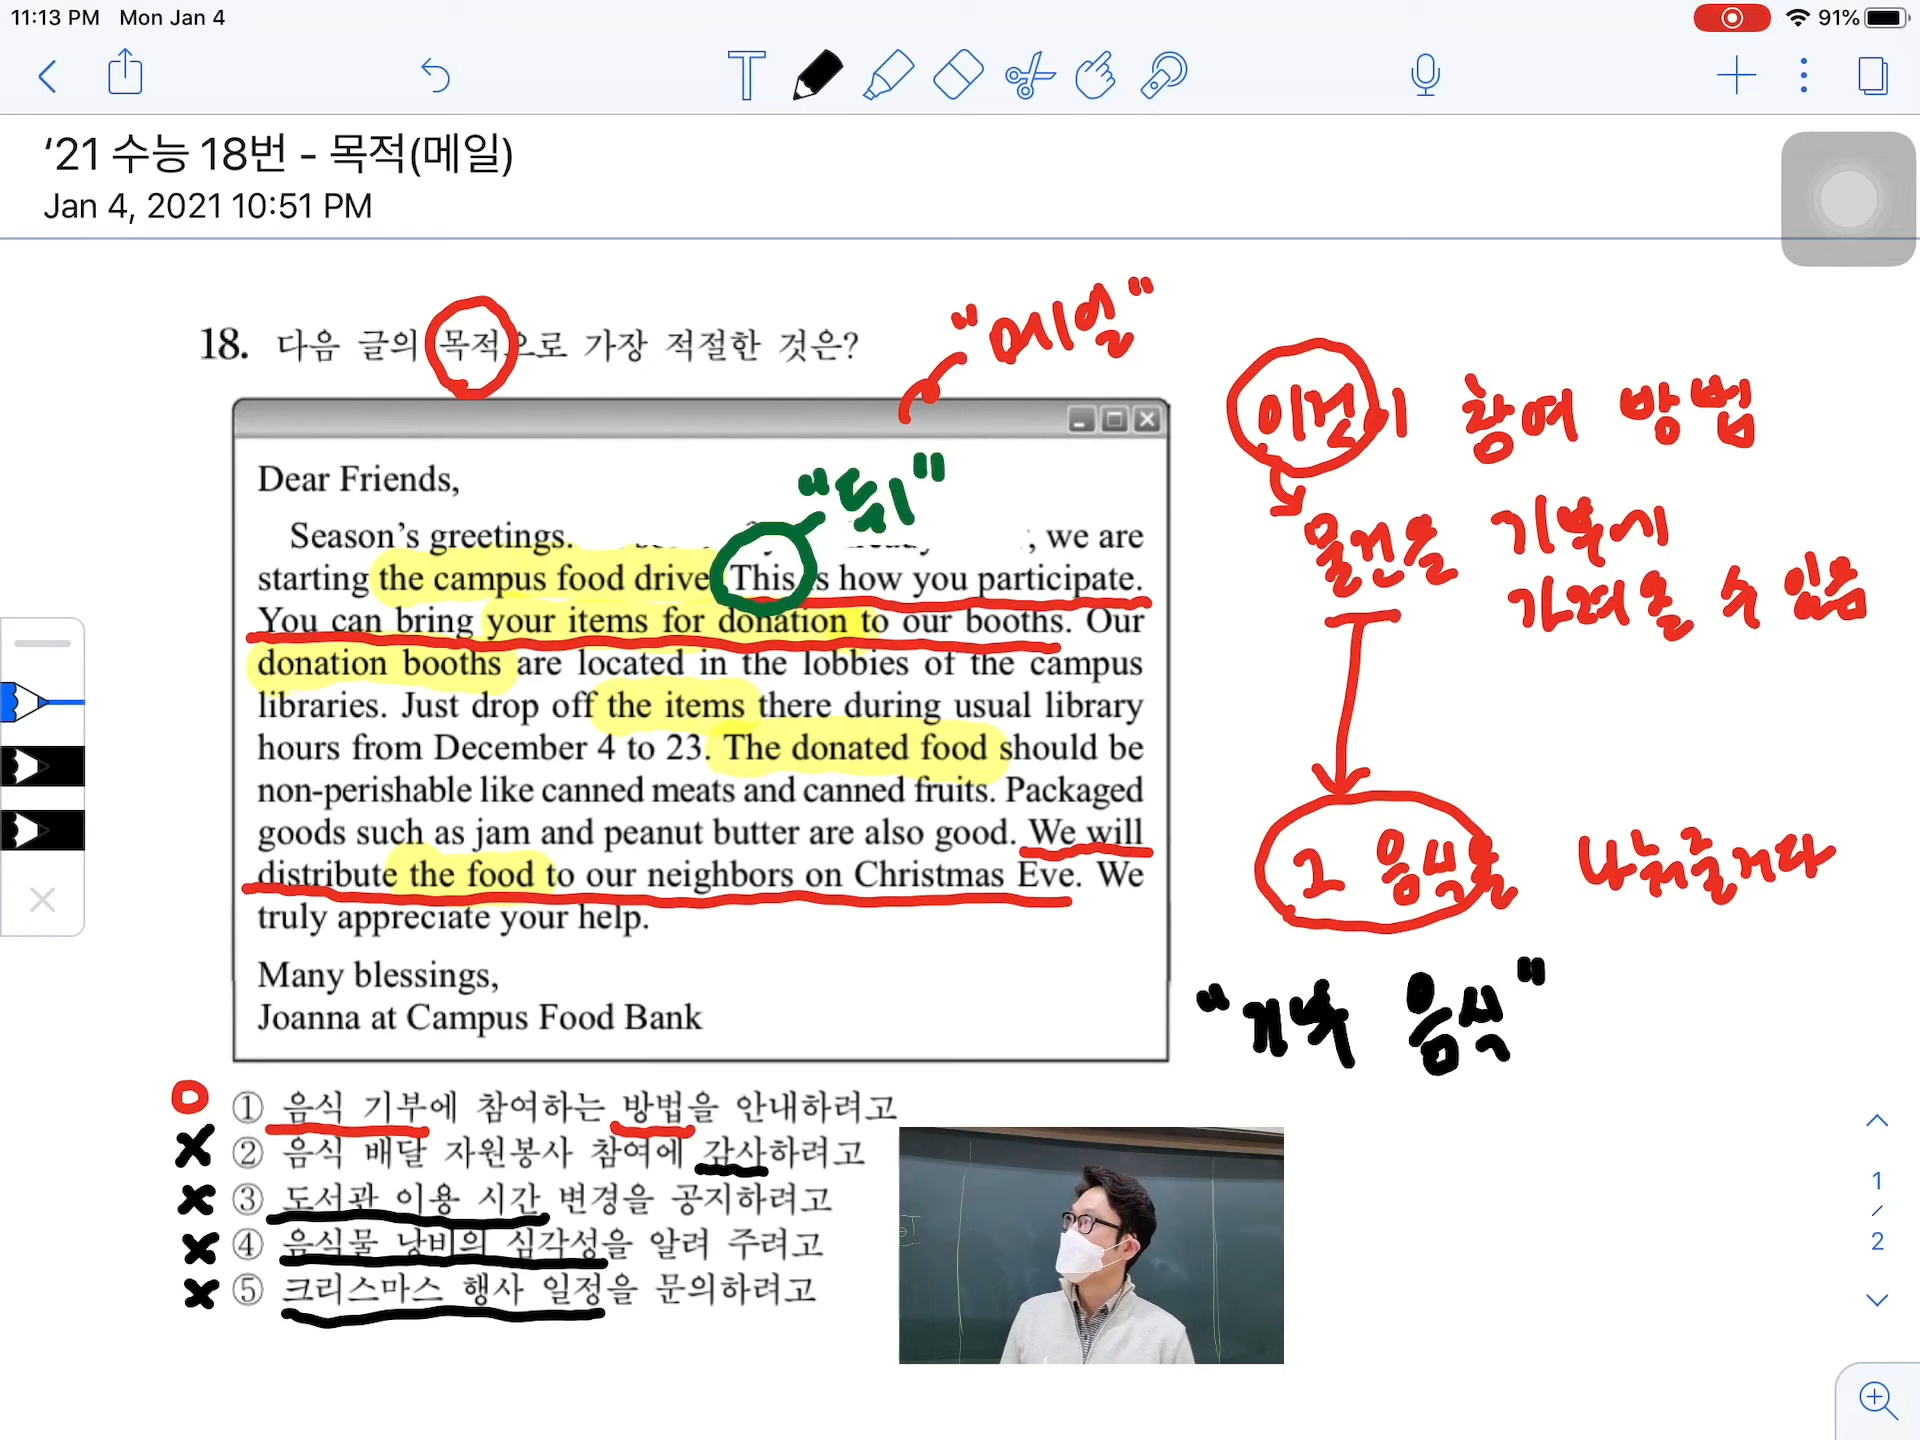 11:13 PM Mon Jan 4
91%
‘21 수능 18번 - 목적(메일)
Jan 4, 2021 10:51 PM
18. 다음 글의 목적으로 가장 적절한 것은?
"메일"
Dear Friends,
"뒤"
Season’s greetings. , we are
starting the campus food drive. This is how you participate.
You can bring your items for donation to our booths. Our
donation booths are located in the lobbies of the campus
libraries. Just drop off the items there during usual library
hours from December 4 to 23. The donated food should be
non-perishable like canned meats and canned fruits. Packaged
goods such as jam and peanut butter are also good. We will
distribute the food to our neighbors on Christmas Eve. We
truly appreciate your help.
Many blessings,
Joanna at Campus Food Bank
이것이 참여 방법
물건을 기부에
가져올 수 있음
그 음식을 나눠줄거다
"기부 음식"
O ① 음식 기부에 참여하는 방법을 안내하려고
X ② 음식 배달 자원봉사 참여에 감사하려고
X ③ 도서관 이용 시간 변경을 공지하려고
X ④ 음식물 낭비의 심각성을 알려 주려고
X ⑤ 크리스마스 행사 일정을 문의하려고
1
/
2